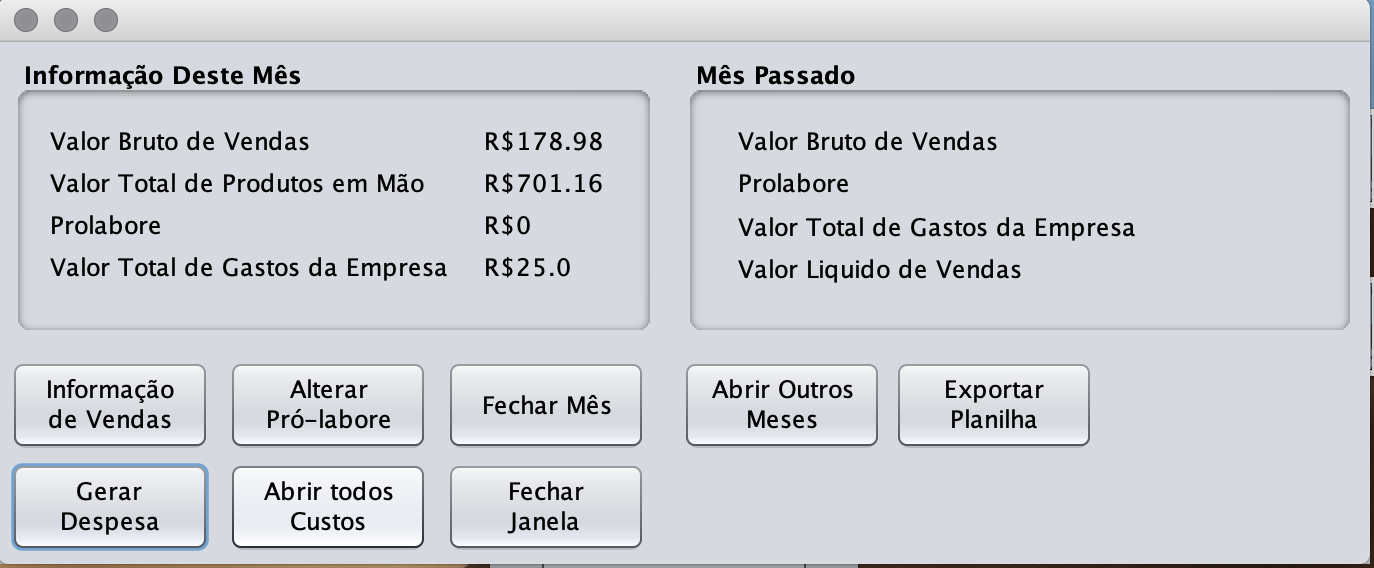 Informação Deste Mês
Valor Bruto de Vendas R$178.98
Valor Total de Produtos em Mão R$701.16
Prolabore R$0
Valor Total de Gastos da Empresa R$25.0
Mês Passado
Valor Bruto de Vendas
Prolabore
Valor Total de Gastos da Empresa
Valor Liquido de Vendas
Informação
de Vendas
Alterar
Pró-labore
Fechar Mês
Abrir Outros
Meses
Exportar
Planilha
Gerar
Despesa
Abrir todos
Custos
Fechar
Janela